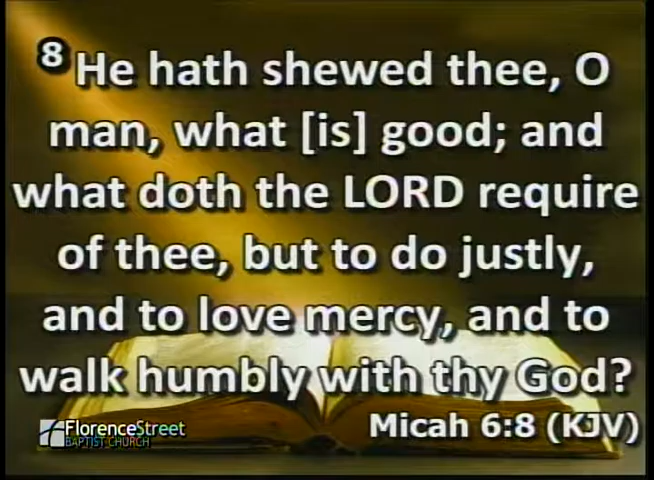 8 He hath shewed thee, O
man, what [is] good; and
what doth the LORD require
of thee, but to do justly,
and to love mercy, and to
walk humbly with thy God?
Micah 6:8 (KJV)
FlorenceStreet
BAPTIST CHURCH